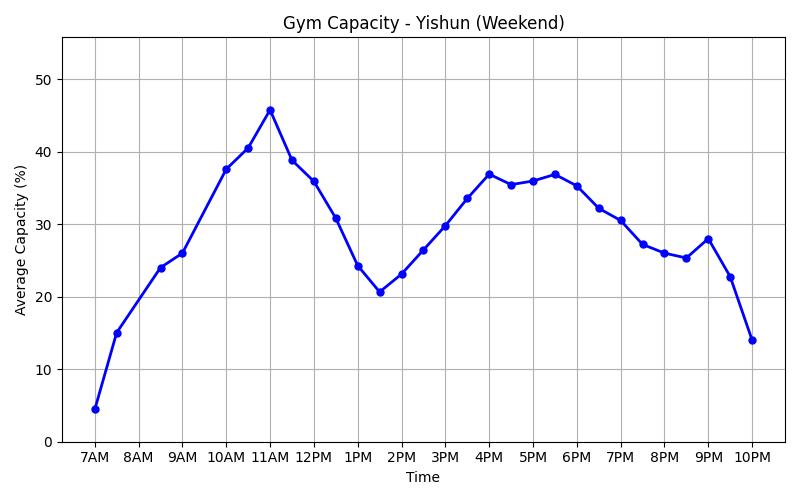 Gym Capacity - Yishun (Weekend)
Average Capacity (%)
50
40
30
20
10
0
7AM 8AM 9AM 10AM 11AM 12PM 1PM 2PM 3PM 4PM 5PM 6PM 7PM 8PM 9PM 10PM
Time